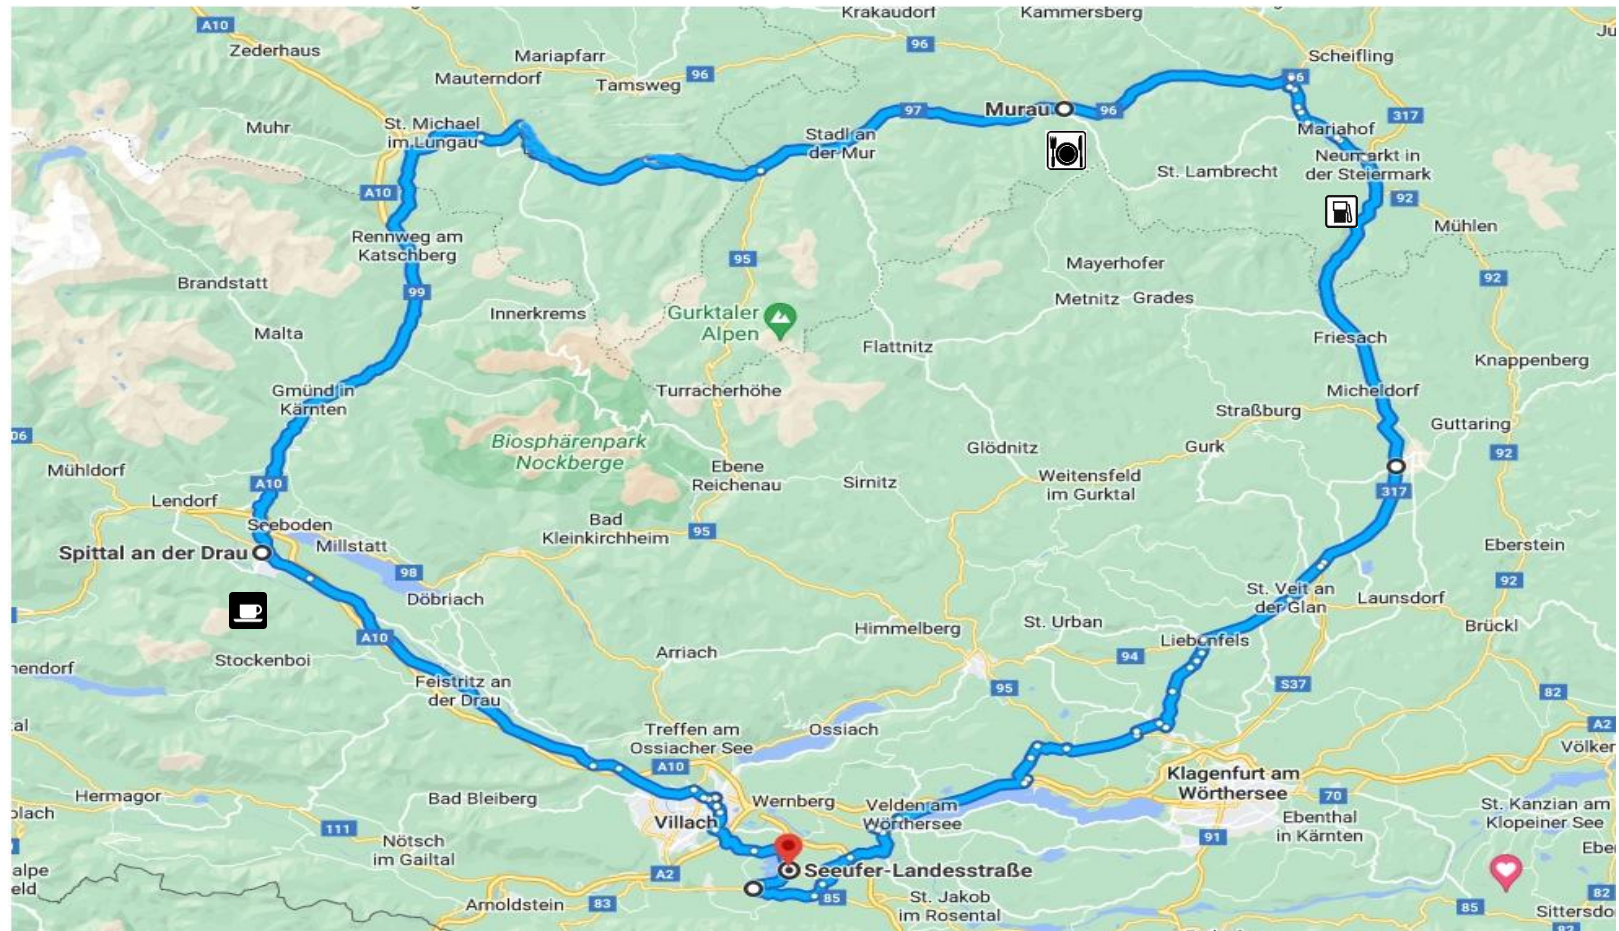 Krakaudorf
Kammersberg
A10
Zederhaus
Mariapfarr
96
Scheifling
Mauterndorf
Tamsweg
96
Murau
96
97
317
Muhr
St. Michael
im Lungau
Stadl an
der Mur
Mariahof
Neumarkt in
der Steiermark
St. Lambrecht
A10
92
Mühlen
Rennweg am
Katschberg
95
Mayerhofer
92
Brandstatt
99
Metnitz
Grades
Innerkrems
Gurktaler
Alpen
Malta
Flattnitz
Friesach
Knappenberg
Gmünd in
Kärnten
Turracherhöhe
Micheldorf
Straßburg
Guttaring
06
Biosphärenpark
Nockberge
Glödnitz
Gurk
92
Mühldorf
Ebene
Reichenau
Sirnitz
Weitensfeld
im Gurktal
A10
317
Lendorf
Seeboden
Bad
Kleinkirchheim
95
Millstatt
Eberstein
Spittal an der Drau
98
92
Döbriach
St. Veit an
der Glan
Launsdorf
A10
Himmelberg
St. Urban
Liebenfels
Brückl
Stockenboi
Arriach
94
nendorf
Feistritz an
der Drau
95
S37
82
Treffen am
Ossiacher See
Ossiach
A2
Völker
A10
Klagenfurt am
Wörthersee
Hermagor
Bad Bleiberg
Wernberg
Velden am
Wörthersee
70
St. Kanzian am
Klopeiner See
111
Villach
Ebenthal
in Kärnten
91
Nötsch
im Gailtal
A2
Seeufer-Landesstraße
85
82
Arnoldstein
83
St. Jakob
im Rosental
85
Sittersdo
82